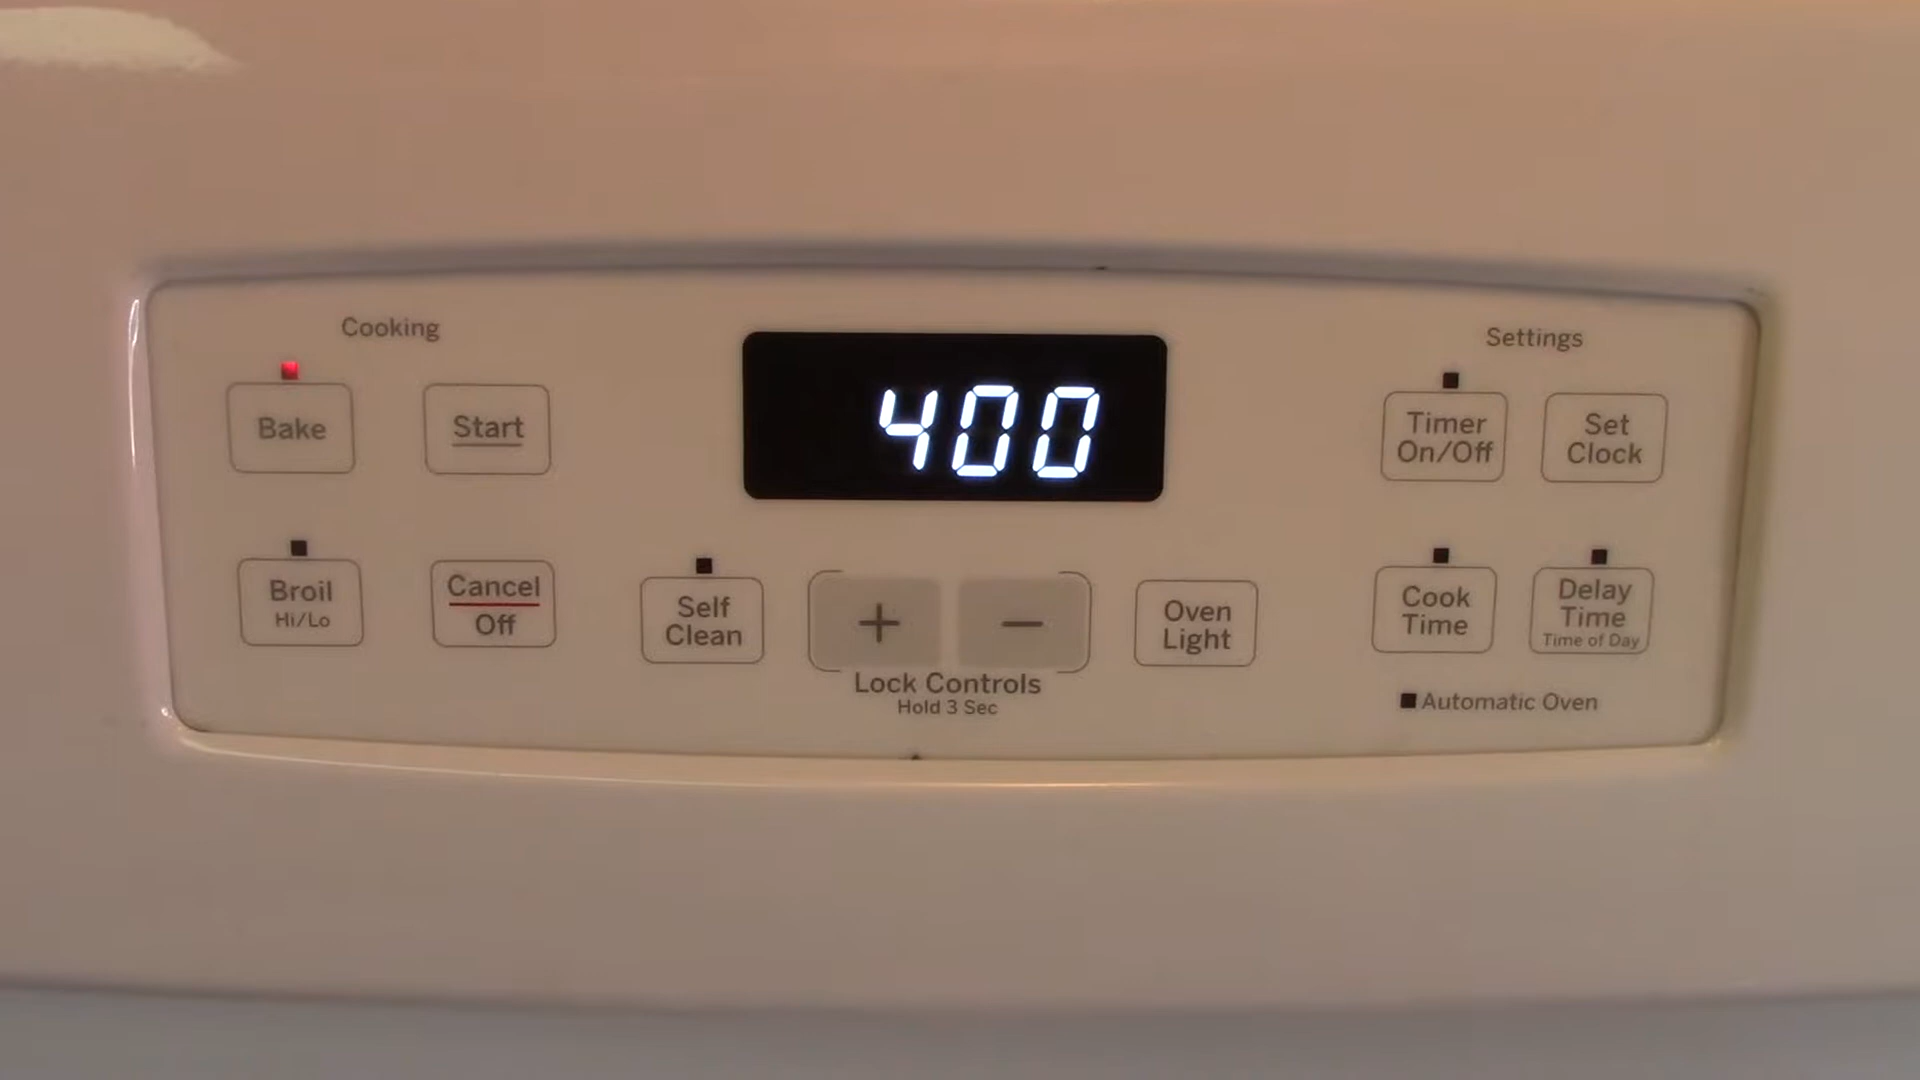 Cooking
Settings
400
Bake
Start
Timer
On/Off
Set
Clock
Broil
Hi/Lo
Cancel
Off
Self
Clean
+
−
Oven
Light
Cook
Time
Delay
Time
Time of Day
Lock Controls
Hold 3 Sec
Automatic Oven